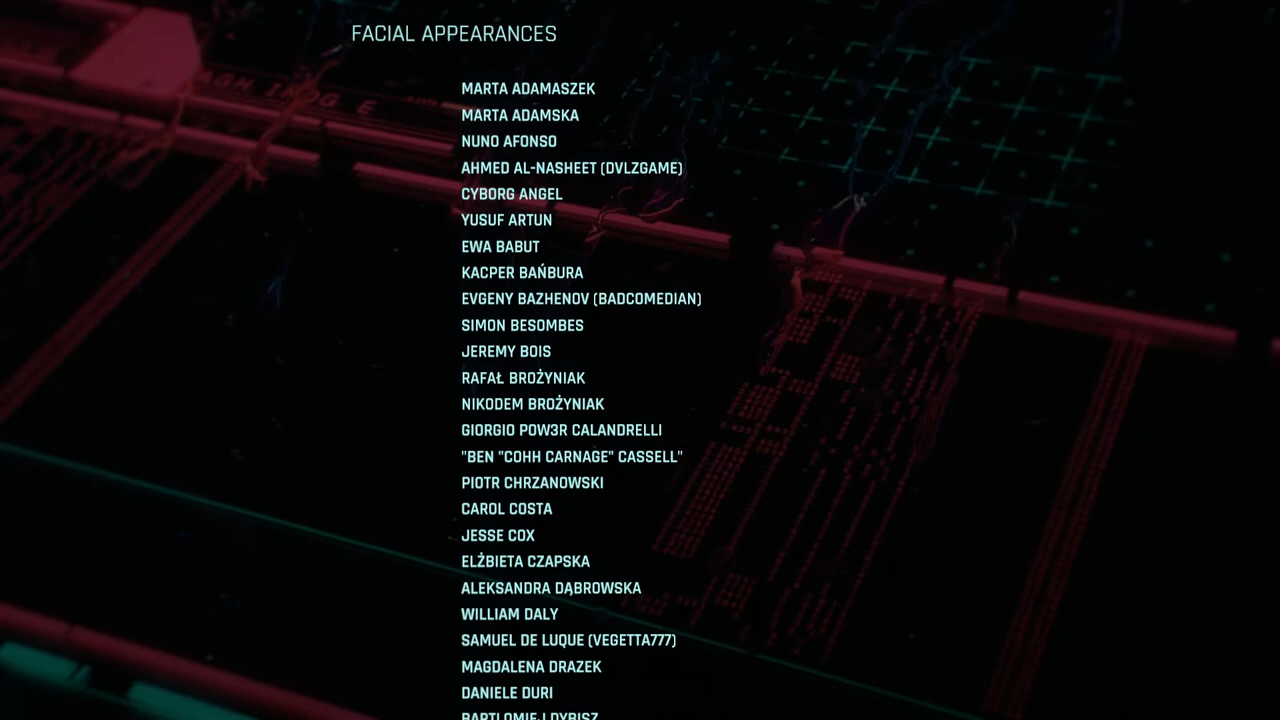 FACIAL APPEARANCES
MARTA ADAMASZEK
MARTA ADAMSKA
NUNO AFONSO
AHMED AL-NASHEET (DVLZGAME)
CYBORG ANGEL
YUSUF ARTUN
EWA BABUT
KACPER BAŃBURA
EVGENY BAZHENOV (BADCOMEDIAN)
SIMON BESOMBES
JEREMY BOIS
RAFAŁ BROŻYNIAK
NIKODEM BROŻYNIAK
GIORGIO POW3R CALANDRELLI
"BEN "COHH CARNAGE" CASSELL"
PIOTR CHRZANOWSKI
CAROL COSTA
JESSE COX
ELŻBIETA CZAPSKA
ALEKSANDRA DĄBROWSKA
WILLIAM DALY
SAMUEL DE LUQUE (VEGETTA777)
MAGDALENA DRAZEK
DANIELE DURI